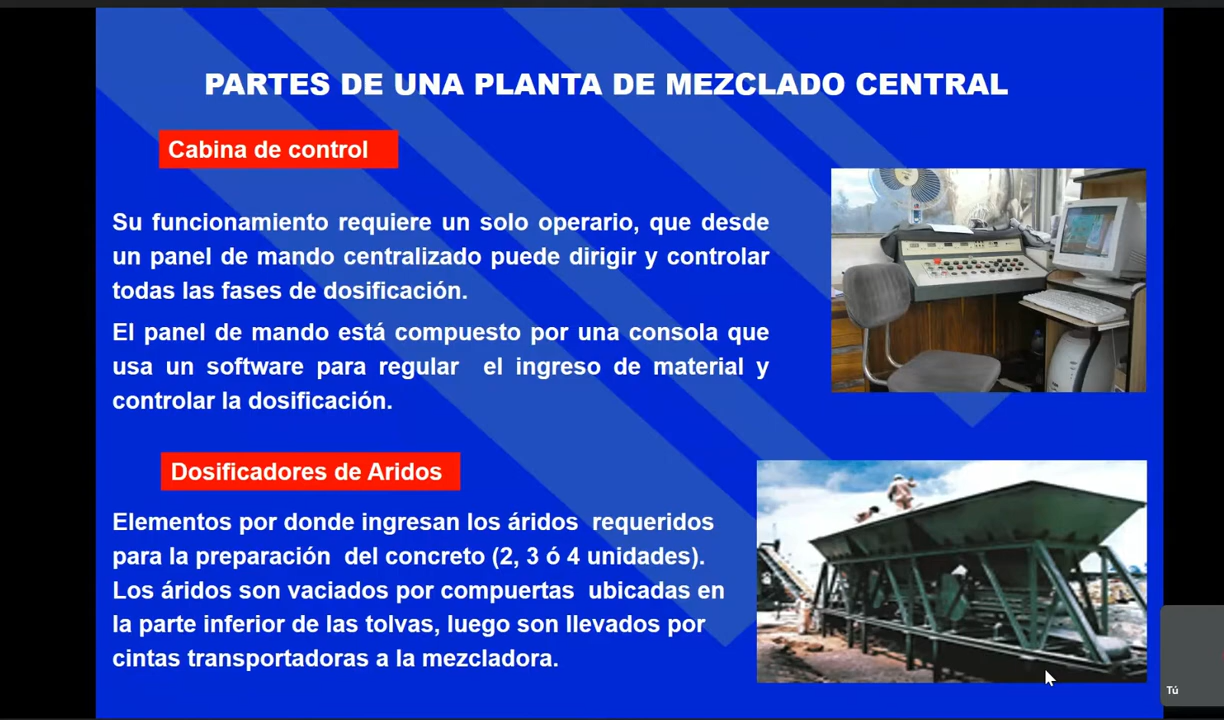 PARTES DE UNA PLANTA DE MEZCLADO CENTRAL
Cabina de control
Su funcionamiento requiere un solo operario, que desde
un panel de mando centralizado puede dirigir y controlar
todas las fases de dosificación.
El panel de mando está compuesto por una consola que
usa un software para regular el ingreso de material y
controlar la dosificación.
Dosificadores de Aridos
Elementos por donde ingresan los áridos requeridos
para la preparación del concreto (2, 3 ó 4 unidades).
Los áridos son vaciados por compuertas ubicadas en
la parte inferior de las tolvas, luego son llevados por
cintas transportadoras a la mezcladora.
Tú